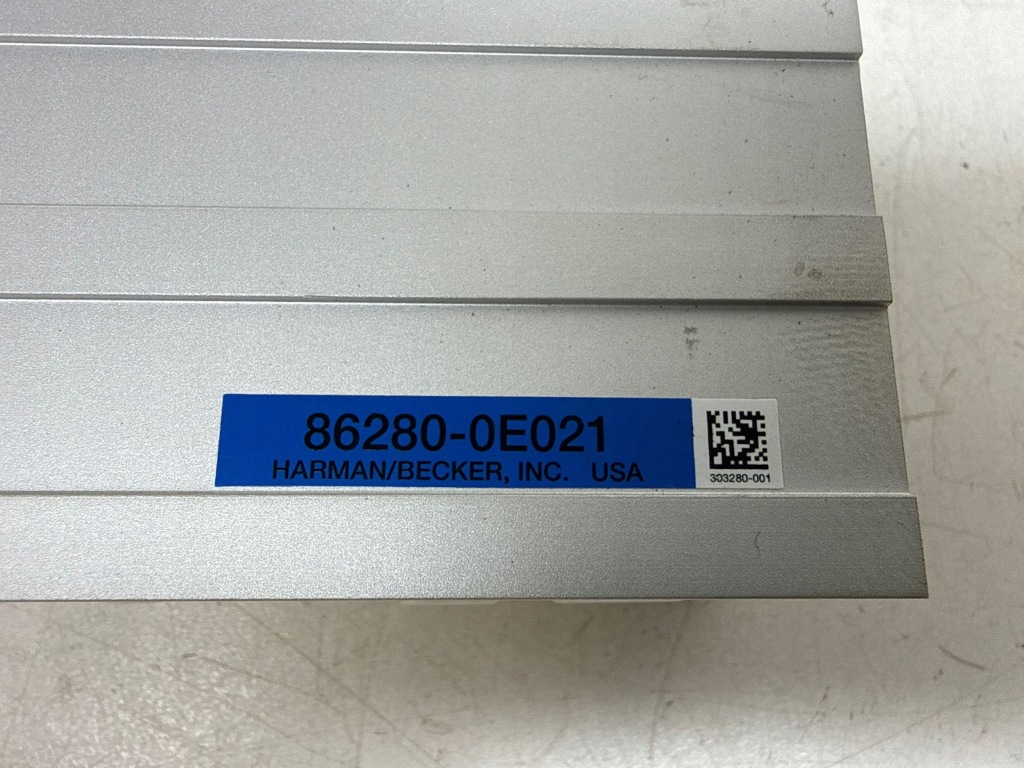 86280-0E021
HARMAN/BECKER, INC. USA
303280-001